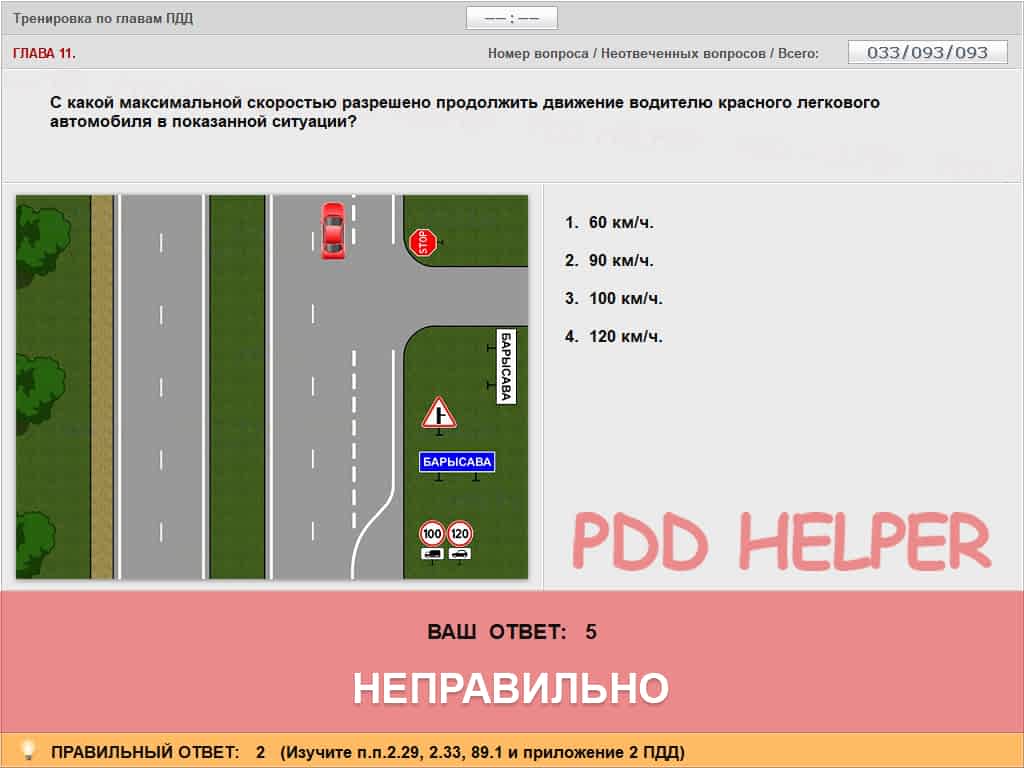 Тренировка по главам ПДД
—— : ——
ГЛАВА 11.
Номер вопроса / Неотвеченных вопросов / Всего:
033/093/093
С какой максимальной скоростью разрешено продолжить движение водителю красного легкового
автомобиля в показанной ситуации?
STOP
БАРЫСАВА
БАРЫСАВА
100
120
1. 60 км/ч.
2. 90 км/ч.
3. 100 км/ч.
4. 120 км/ч.
PDD HELPER
ВАШ ОТВЕТ: 5
НЕПРАВИЛЬНО
ПРАВИЛЬНЫЙ ОТВЕТ: 2 (Изучите п.п.2.29, 2.33, 89.1 и приложение 2 ПДД)